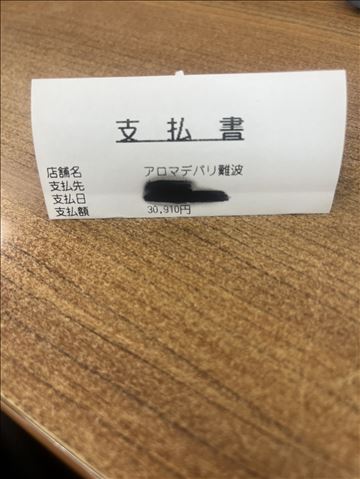 支払書
店舗名 アロマデバリ難波
支払先
支払日
支払額 30,910円